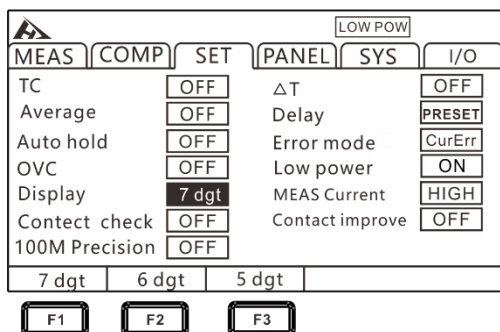 LOW POW
MEAS COMP SET PANEL SYS I/O
TC OFF ΔT OFF
Average OFF Delay PRESET
Auto hold OFF Error mode CurErr
OVC OFF Low power ON
Display 7 dgt MEAS Current HIGH
Contect check OFF Contact improve OFF
100M Precision OFF
7 dgt 6 dgt 5 dgt
F1 F2 F3